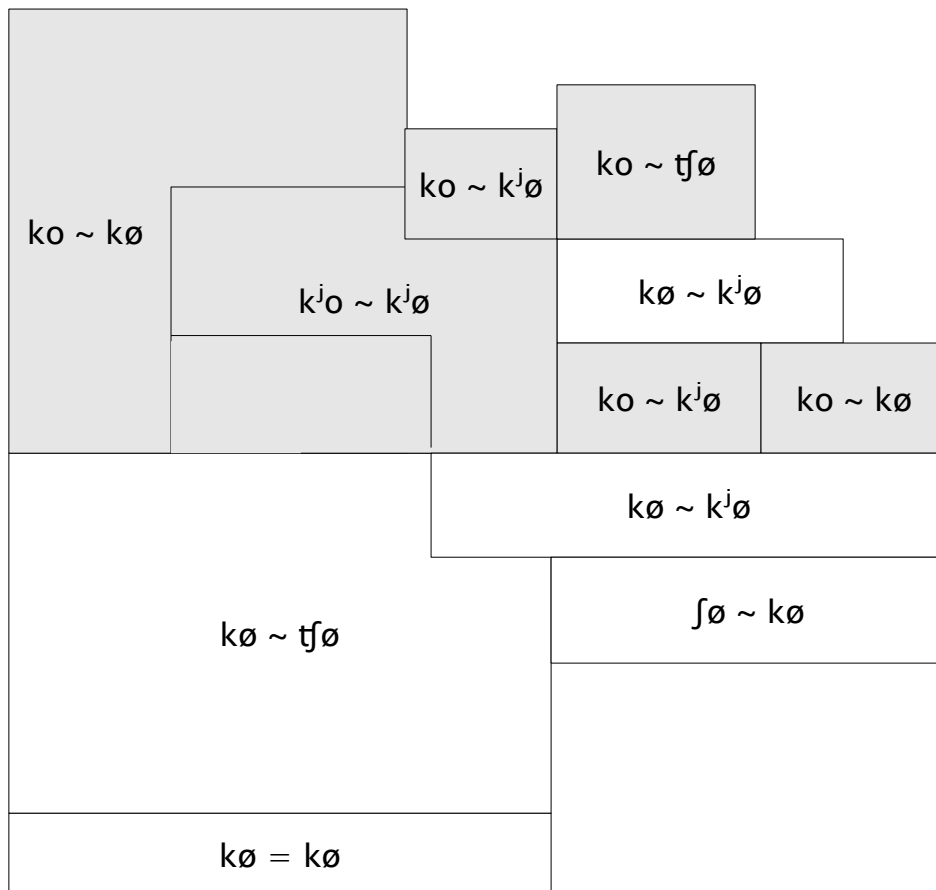 ko ~ tʃø
ko ~ kʲø
ko ~ kø
kʲo ~ kʲø
kø ~ kʲø
ko ~ kʲø
ko ~ kø
kø ~ kʲø
ʃø ~ kø
kø ~ tʃø
kø = kø